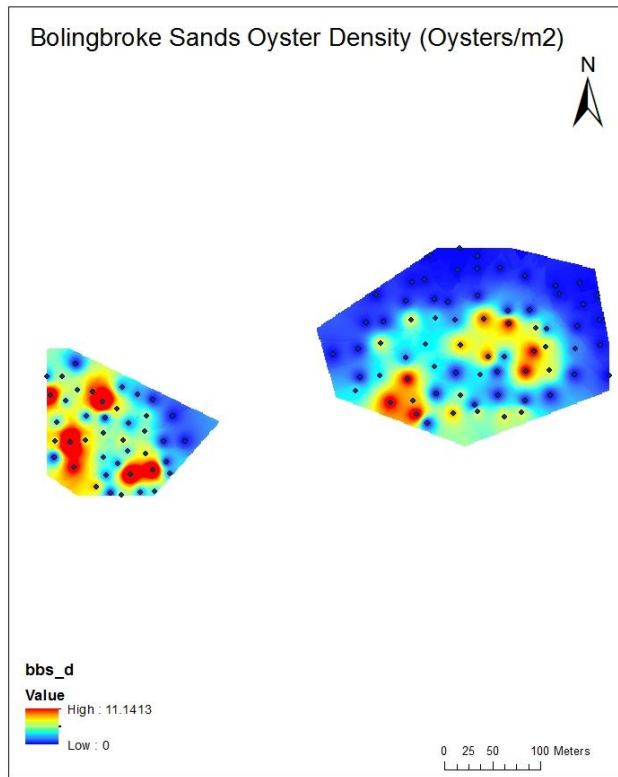 Bolingbroke Sands Oyster Density (Oysters/m2)
N
bbs_d
Value
High : 11.1413
Low : 0
0 25 50 100 Meters